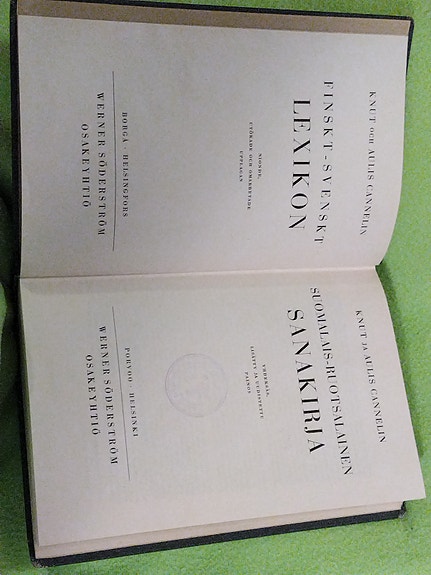 KNUT OCH AULIS CANNELIN
FINSKT-SVENSKT
LEXIKON
NIONDE,
UTÖKADE OCH OMARBETADE
UPPLAGAN
BORGÅ · HELSINGFORS
WERNER SÖDERSTRÖM
OSAKEYHTIÖ
KNUT JA AULIS CANNELIN
SUOMALAIS-RUOTSALAINEN
SANAKIRJA
YHDEKSÄS,
LISÄTTY JA UUDISTETTU
PAINOS
PORVOO · HELSINKI
WERNER SÖDERSTRÖM
OSAKEYHTIÖ